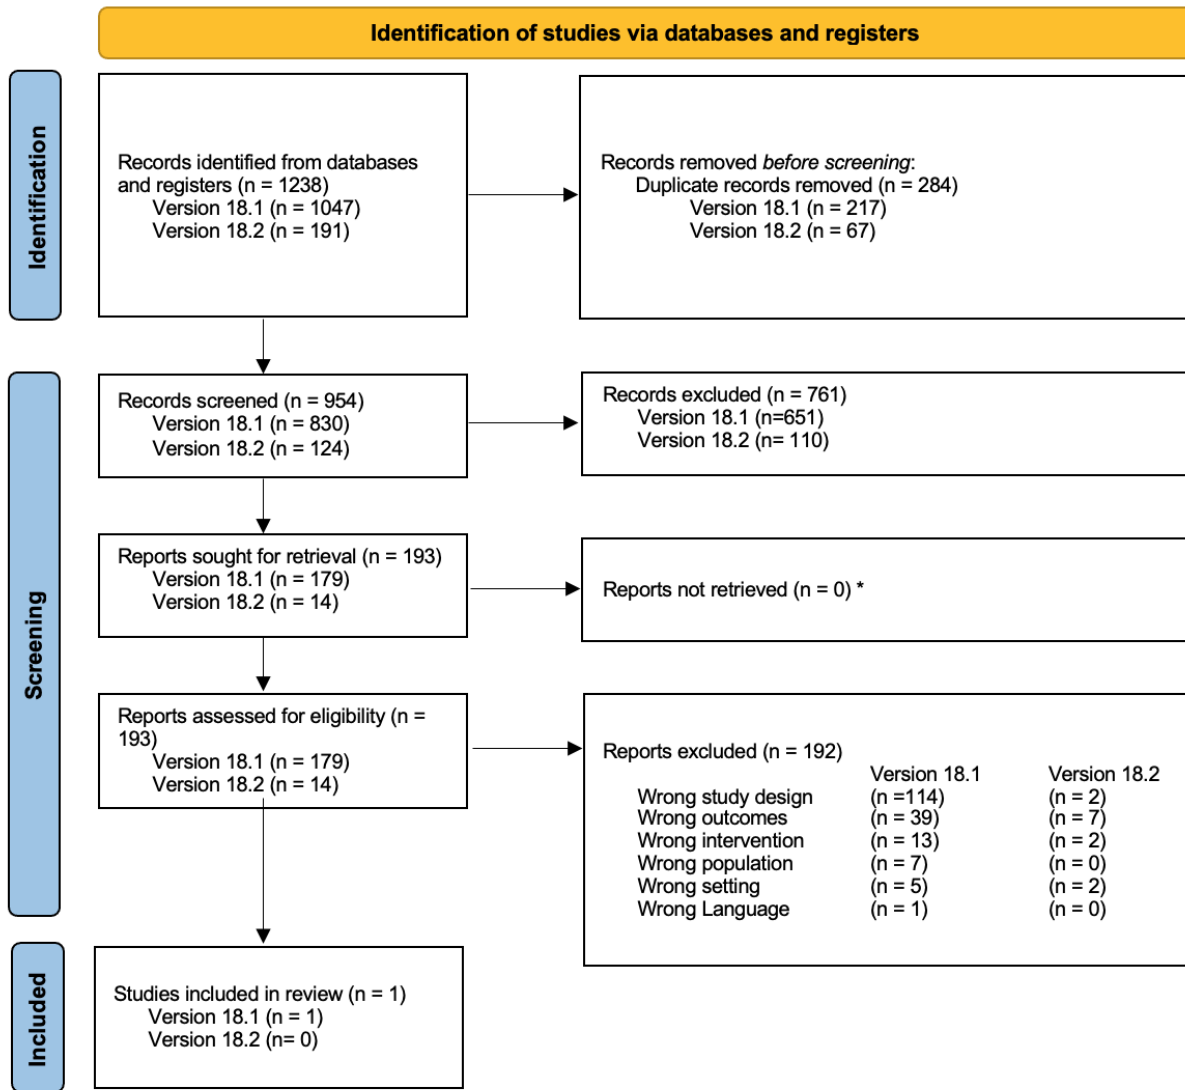 Identification of studies via databases and registers
Identification
Records identified from databases
and registers (n = 1238)
Version 18.1 (n = 1047)
Version 18.2 (n = 191)
Records removed before screening:
Duplicate records removed (n = 284)
Version 18.1 (n = 217)
Version 18.2 (n = 67)
Screening
Records screened (n = 954)
Version 18.1 (n = 830)
Version 18.2 (n = 124)
Records excluded (n = 761)
Version 18.1 (n=651)
Version 18.2 (n= 110)
Reports sought for retrieval (n = 193)
Version 18.1 (n = 179)
Version 18.2 (n = 14)
Reports not retrieved (n = 0) *
Reports assessed for eligibility (n =
193)
Version 18.1 (n = 179)
Version 18.2 (n = 14)
Reports excluded (n = 192)
Version 18.1 Version 18.2
Wrong study design (n =114) (n = 2)
Wrong outcomes (n = 39) (n = 7)
Wrong intervention (n = 13) (n = 2)
Wrong population (n = 7) (n = 0)
Wrong setting (n = 5) (n = 2)
Wrong Language (n = 1) (n = 0)
Included
Studies included in review (n = 1)
Version 18.1 (n = 1)
Version 18.2 (n= 0)